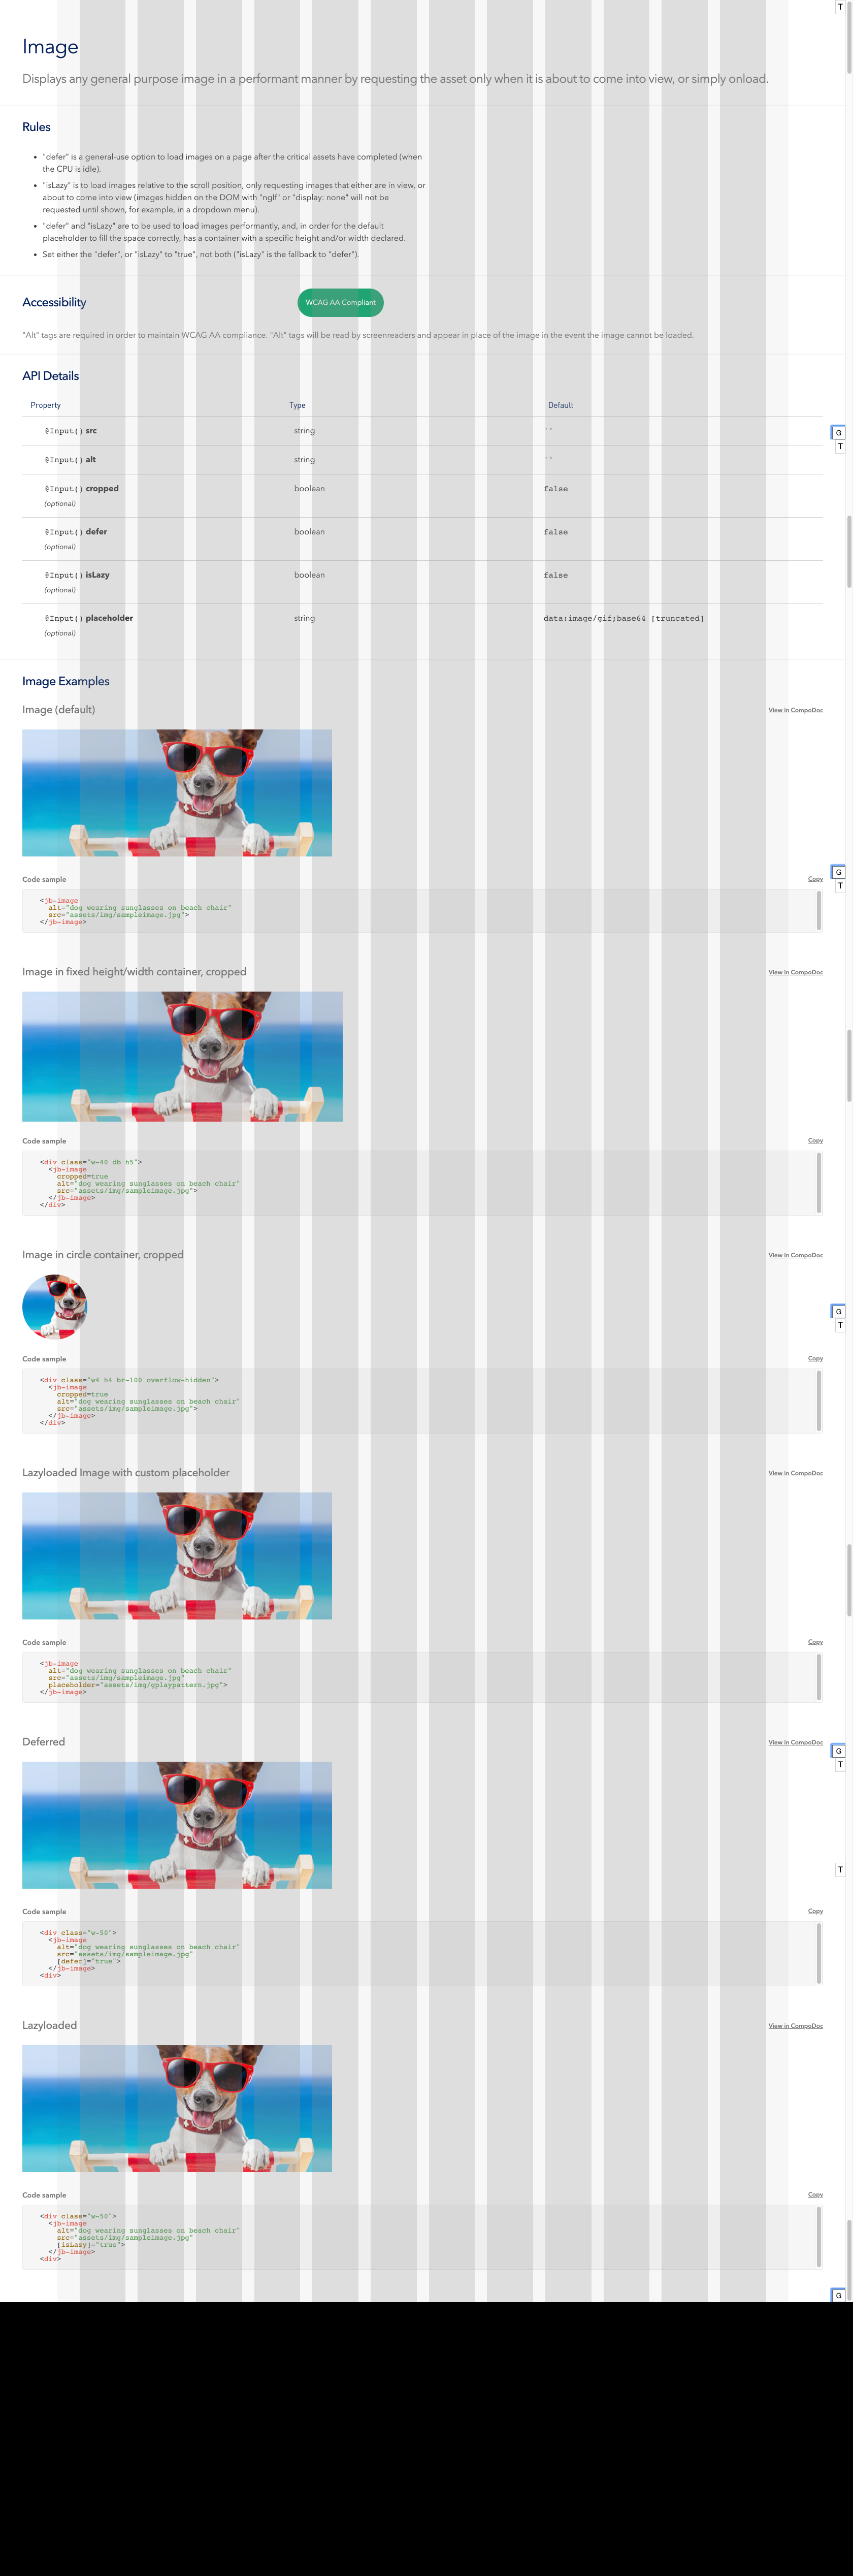 T
Image
Displays any general purpose image in a performant manner by requesting the asset only when it is about to come into view, or simply onload.
Rules
• "defer" is a general-use option to load images on a page after the critical assets have completed (when
the CPU is idle).
• "isLazy" is to load images relative to the scroll position, only requesting images that either are in view, or
about to come into view (images hidden on the DOM with "ngIf" or "display: none" will not be
requested until shown, for example, in a dropdown menu).
• "defer" and "isLazy" are to be used to load images performantly, and, in order for the default
placeholder to fill the space correctly, has a container with a specific height and/or width declared.
• Set either the "defer", or "isLazy" to "true", not both ("isLazy" is the fallback to "defer").
Accessibility
WCAG AA Compliant
"Alt" tags are required in order to maintain WCAG AA compliance. "Alt" tags will be read by screenreaders and appear in place of the image in the event the image cannot be loaded.
API Details
Property Type Default
@Input() src string ''
G
T
@Input() alt string ''
@Input() cropped boolean false
(optional)
@Input() defer boolean false
(optional)
@Input() isLazy boolean false
(optional)
@Input() placeholder string data:image/gif;base64 [truncated]
(optional)
Image Examples
Image (default) View in CompoDoc
Code sample Copy
G
T
<jb-image
alt="dog wearing sunglasses on beach chair"
src="assets/img/sampleimage.jpg">
</jb-image>
Image in fixed height/width container, cropped View in CompoDoc
Code sample Copy
<div class="w-40 db h5">
<jb-image
cropped=true
alt="dog wearing sunglasses on beach chair"
src="assets/img/sampleimage.jpg">
</jb-image>
</div>
Image in circle container, cropped View in CompoDoc
G
T
Code sample Copy
<div class="w4 h4 br-100 overflow-hidden">
<jb-image
cropped=true
alt="dog wearing sunglasses on beach chair"
src="assets/img/sampleimage.jpg">
</jb-image>
</div>
Lazyloaded Image with custom placeholder View in CompoDoc
Code sample Copy
<jb-image
alt="dog wearing sunglasses on beach chair"
src="assets/img/sampleimage.jpg"
placeholder="assets/img/gplaypattern.jpg">
</jb-image>
Deferred View in CompoDoc
G
T
T
Code sample Copy
<div class="w-50">
<jb-image
alt="dog wearing sunglasses on beach chair"
src="assets/img/sampleimage.jpg"
[defer]="true">
</jb-image>
<div>
Lazyloaded View in CompoDoc
Code sample Copy
<div class="w-50">
<jb-image
alt="dog wearing sunglasses on beach chair"
src="assets/img/sampleimage.jpg"
[isLazy]="true">
</jb-image>
<div>
G